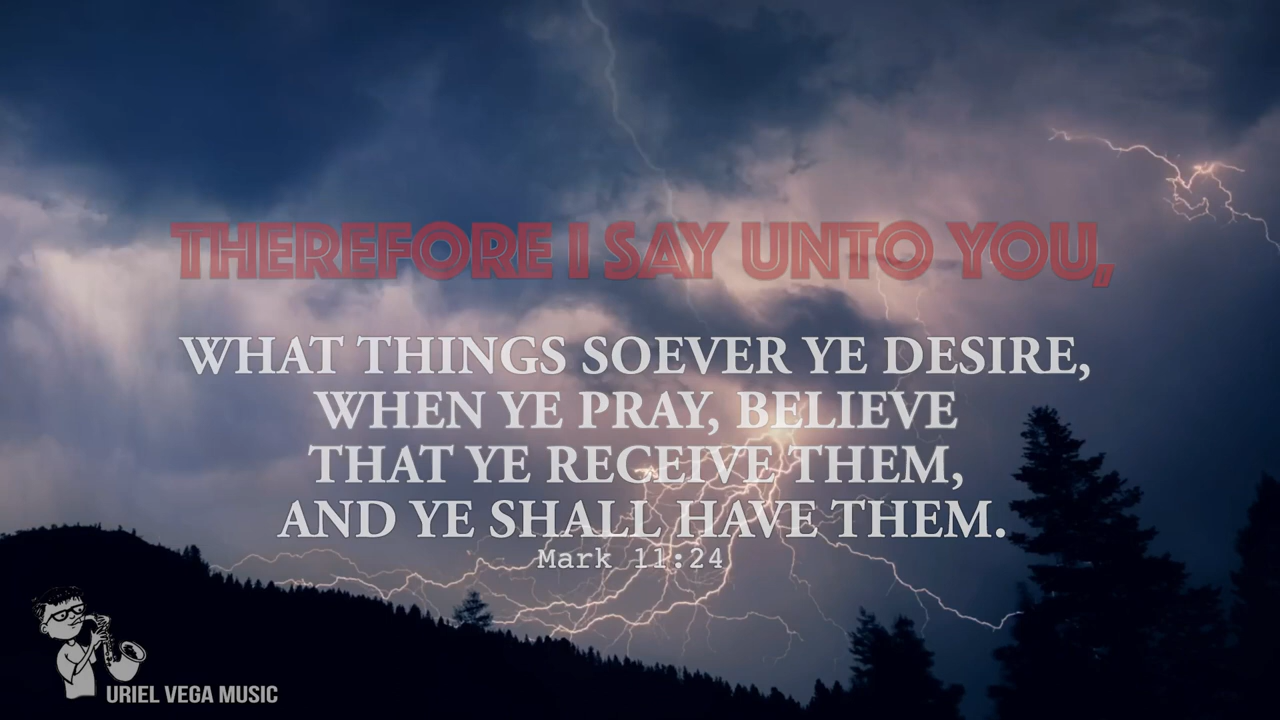 THEREFORE I SAY UNTO YOU,
WHAT THINGS SOEVER YE DESIRE,
WHEN YE PRAY, BELIEVE
THAT YE RECEIVE THEM,
AND YE SHALL HAVE THEM.
Mark 11:24
URIEL VEGA MUSIC